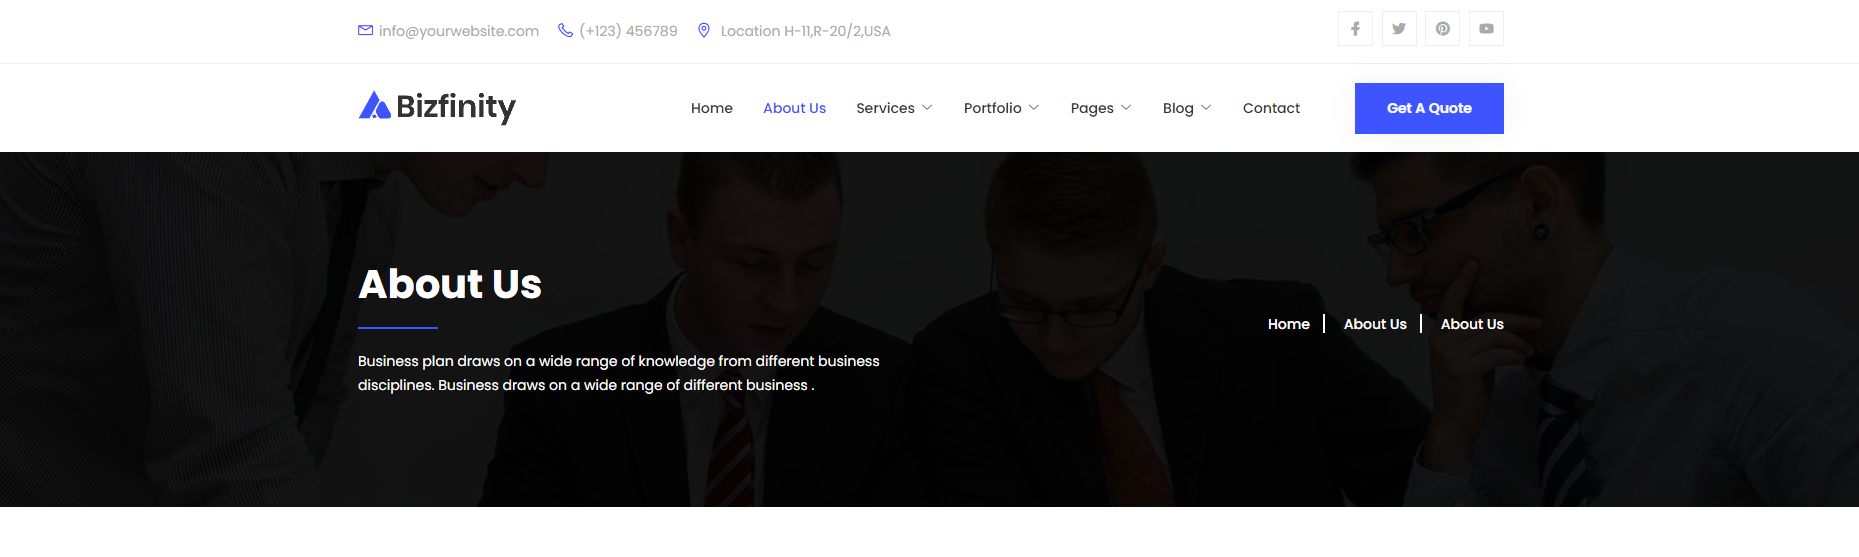 info@yourwebsite.com (+123) 456789 Location H-11,R-20/2,USA
Bizfinity Home About Us Services Portfolio Pages Blog Contact Get A Quote
About Us
Home About Us About Us
Business plan draws on a wide range of knowledge from different business
disciplines. Business draws on a wide range of different business .